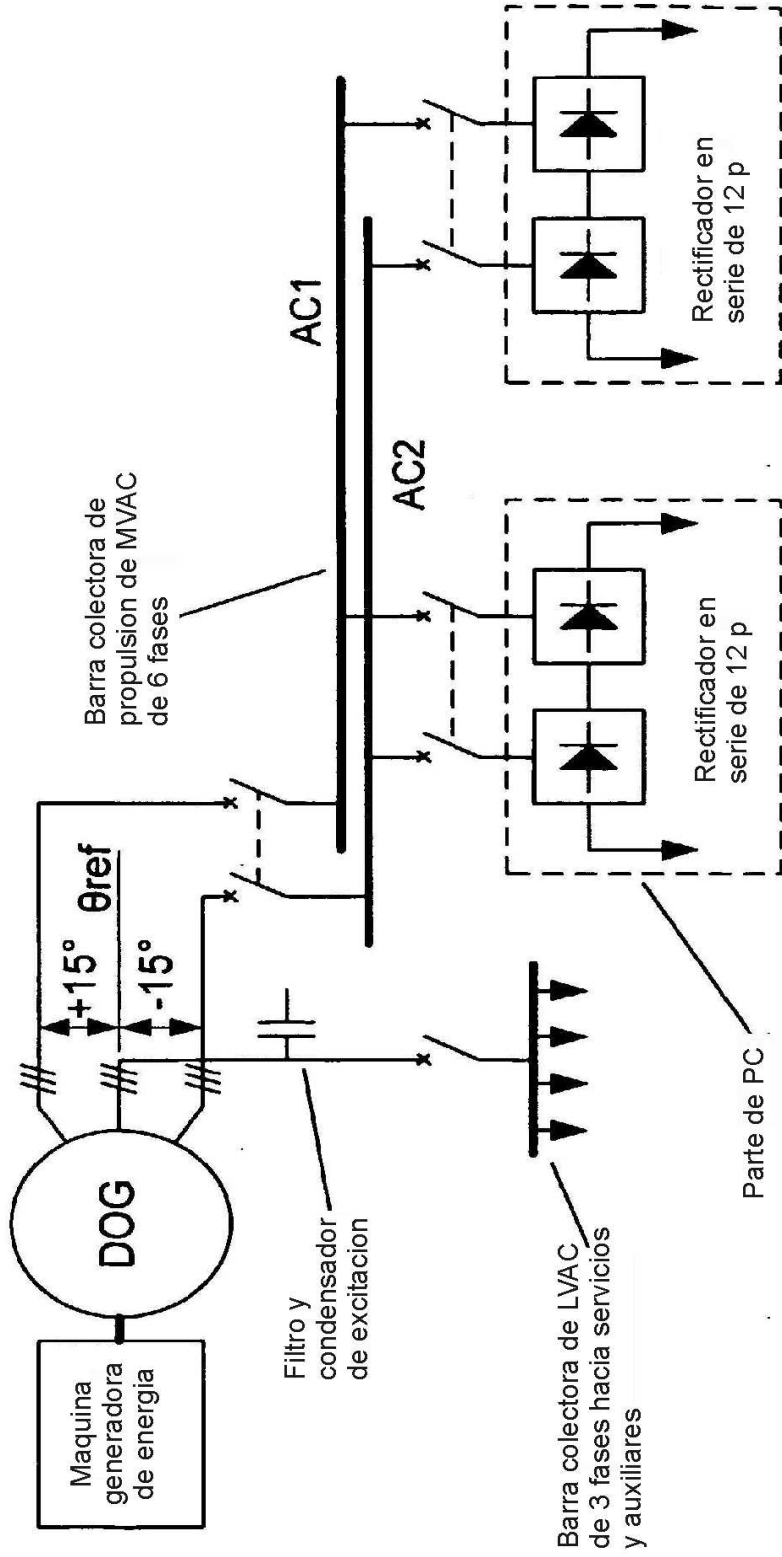 Maquina
generadora
de energia
DOG
+15°
θref
-15°
Barra colectora de
propulsion de MVAC
de 6 fases
AC1
AC2
Filtro y
condensador
de excitacion
Barra colectora de LVAC
de 3 fases hacia servicios
y auxiliares
Parte de PC
Rectificador en
serie de 12 p
Rectificador en
serie de 12 p